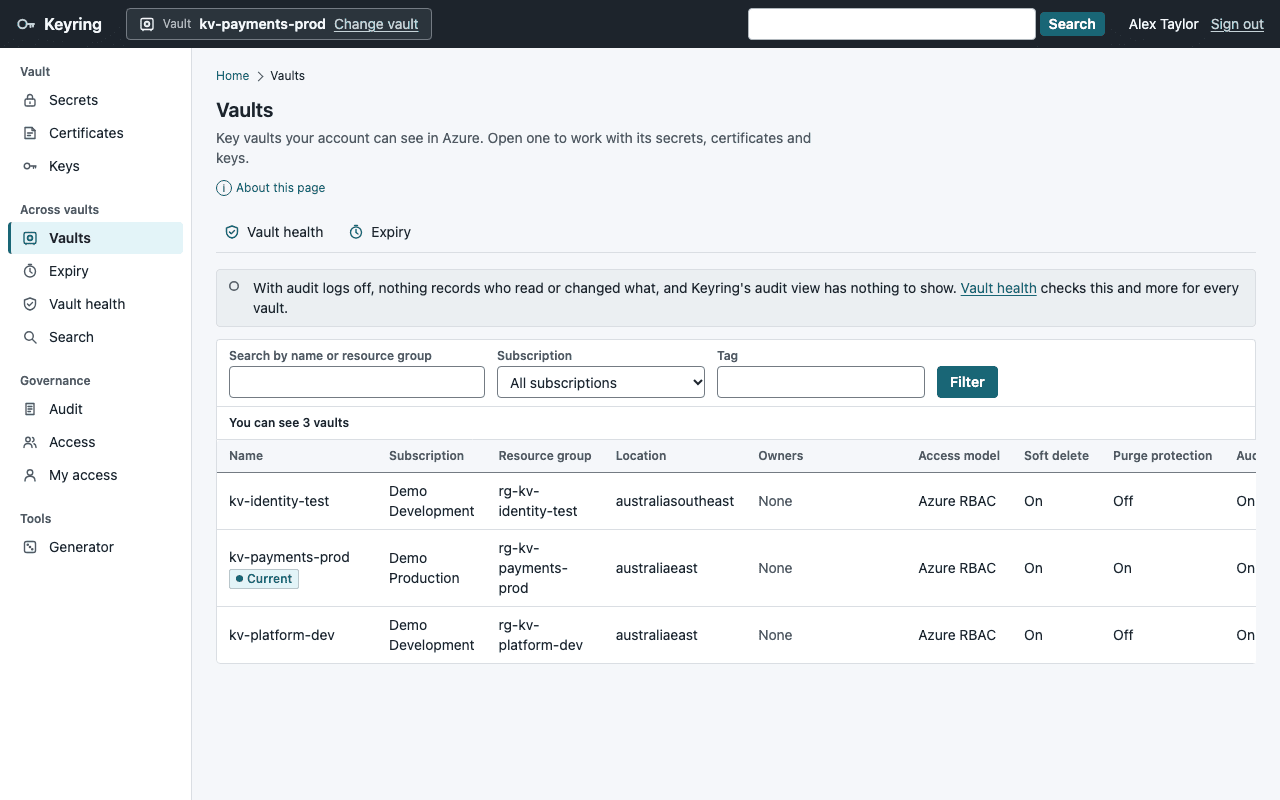 Keyring
Vault kv-payments-prod Change vault
Search
Alex Taylor Sign out
Vault
Secrets
Certificates
Keys
Across vaults
Vaults
Expiry
Vault health
Search
Governance
Audit
Access
My access
Tools
Generator
Home Vaults
Vaults
Key vaults your account can see in Azure. Open one to work with its secrets, certificates and
keys.
About this page
Vault health Expiry
With audit logs off, nothing records who read or changed what, and Keyring's audit view has nothing to show. Vault health checks this and more for every
vault.
Search by name or resource group Subscription Tag
All subscriptions Filter
You can see 3 vaults
Name Subscription Resource group Location Owners Access model Soft delete Purge protection
kv-identity-test Demo Development rg-kv-identity-test australiasoutheast None Azure RBAC On Off On
kv-payments-prod Current Demo Production rg-kv-payments-prod australiaeast None Azure RBAC On On On
kv-platform-dev Demo Development rg-kv-platform-dev australiaeast None Azure RBAC On Off On